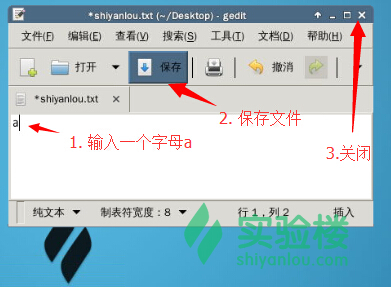 *shiyanlou.txt (~/Desktop) - gedit
文件(F) 编辑(E) 查看(V) 搜索(S) 工具(T) 文档(D) 帮助(H)
打开 保存 撤消
*shiyanlou.txt
2. 保存文件
a
1. 输入一个字母a
3.关闭
纯文本 制表符宽度：8 行 1，列 2 插入
实验楼
shiyanlou.com